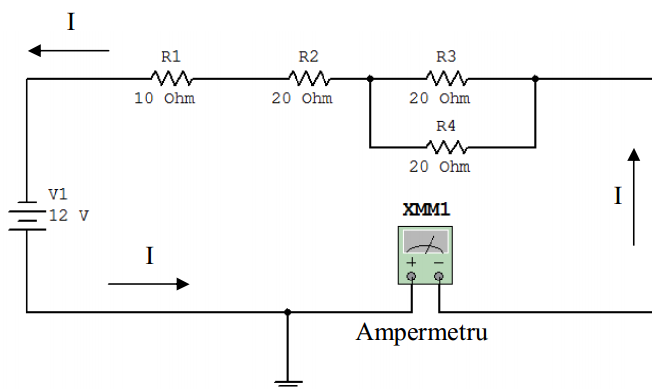 I
R1
10 Ohm
R2
20 Ohm
R3
20 Ohm
R4
20 Ohm
V1
12 V
XMM1
+ −
I
I
Ampermetru